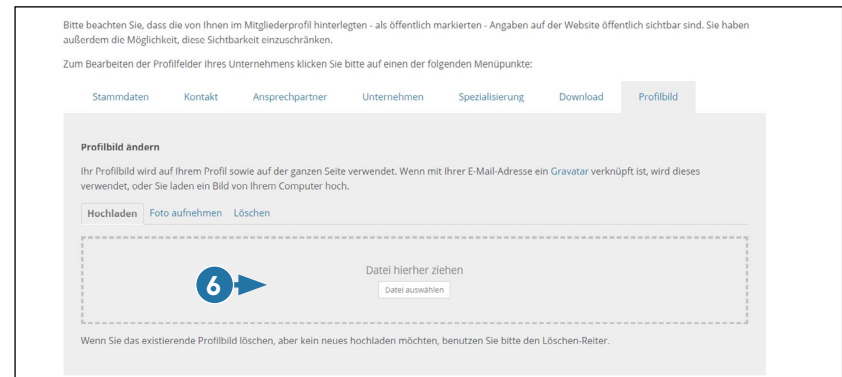 Bitte beachten Sie, dass die von Ihnen im Mitgliederprofil hinterlegten - als öffentlich markierten - Angaben auf der Website öffentlich sichtbar sind. Sie haben
außerdem die Möglichkeit, diese Sichtbarkeit einzuschränken.
Zum Bearbeiten der Profilfelder Ihres Unternehmens klicken Sie bitte auf einen der folgenden Menüpunkte:
Stammdaten Kontakt Ansprechpartner Unternehmen Spezialisierung Download Profilbild
Profilbild ändern
Ihr Profilbild wird auf Ihrem Profil sowie auf der ganzen Seite verwendet. Wenn mit Ihrer E-Mail-Adresse ein Gravatar verknüpft ist, wird dieses
verwendet, oder Sie laden ein Bild von Ihrem Computer hoch.
Hochladen Foto aufnehmen Löschen
Datei hierher ziehen
6
Datei auswählen
Wenn Sie das existierende Profilbild löschen, aber kein neues hochladen möchten, benutzen Sie bitte den Löschen-Reiter.